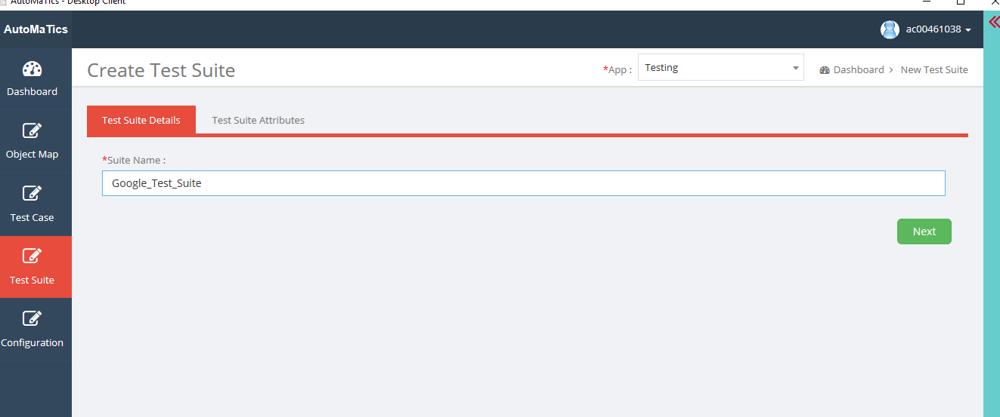 AutoMaTics - Desktop Client
AutoMaTics
ac00461038
Create Test Suite
*App :
Testing
Dashboard > New Test Suite
Dashboard
Object Map
Test Case
Test Suite
Configuration
Test Suite Details
Test Suite Attributes
*Suite Name :
Google_Test_Suite
Next